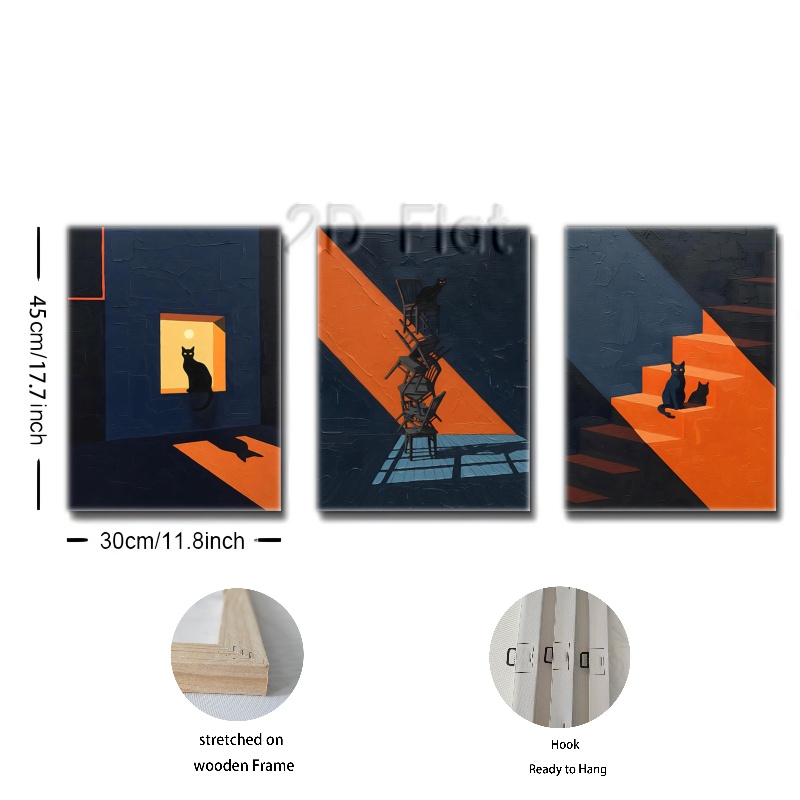 2D Flat
45cm/17.7inch
30cm/11.8inch
stretched on
wooden Frame
Hook
Ready to Hang